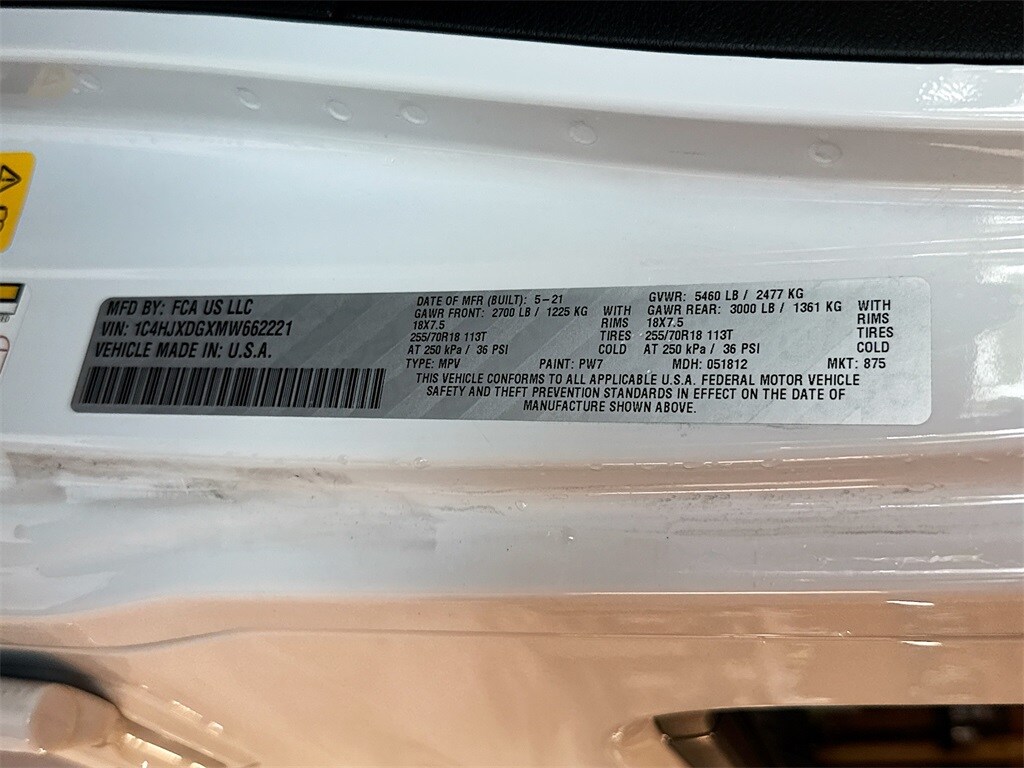 MFD BY: FCA US LLC
VIN: 1C4HJXDGXMW662221
VEHICLE MADE IN: U.S.A.
DATE OF MFR (BUILT): 5-21
GAWR FRONT: 2700 LB / 1225 KG WITH
18X7.5 RIMS
255/70R18 113T TIRES
AT 250 kPa / 36 PSI COLD
GVWR: 5460 LB / 2477 KG
GAWR REAR: 3000 LB / 1361 KG WITH
18X7.5 RIMS
255/70R18 113T TIRES
AT 250 kPa / 36 PSI COLD
TYPE: MPV PAINT: PW7 MDH: 051812 MKT: 875
THIS VEHICLE CONFORMS TO ALL APPLICABLE U.S.A. FEDERAL MOTOR VEHICLE
SAFETY AND THEFT PREVENTION STANDARDS IN EFFECT ON THE DATE OF
MANUFACTURE SHOWN ABOVE.